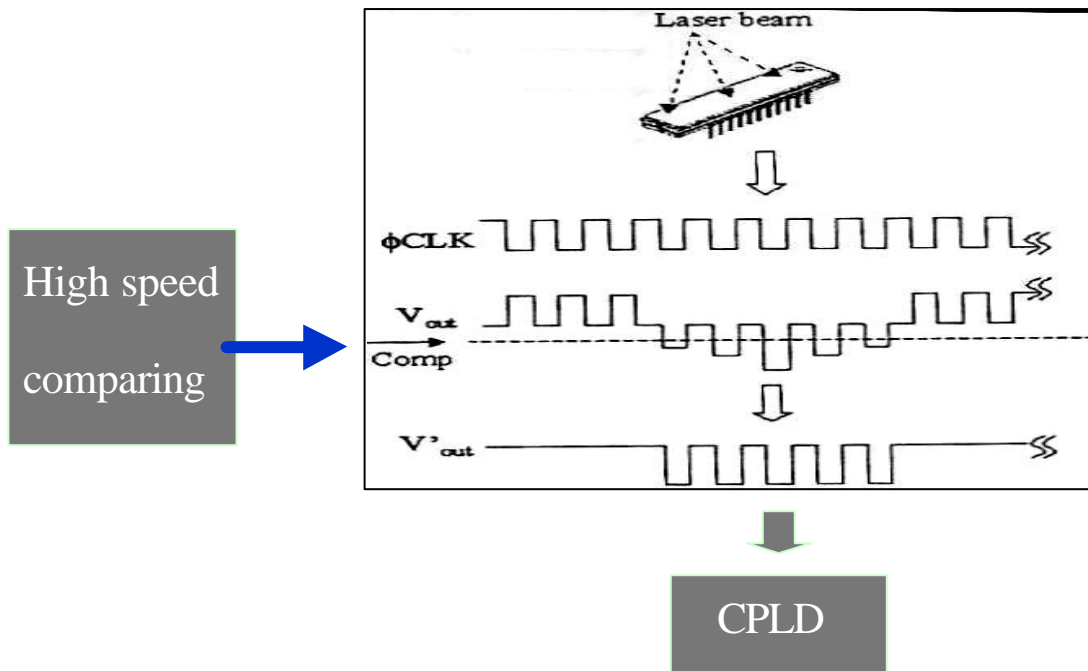 Laser beam
ϕCLK
High speed
comparing
Vout
Comp
V'out
CPLD